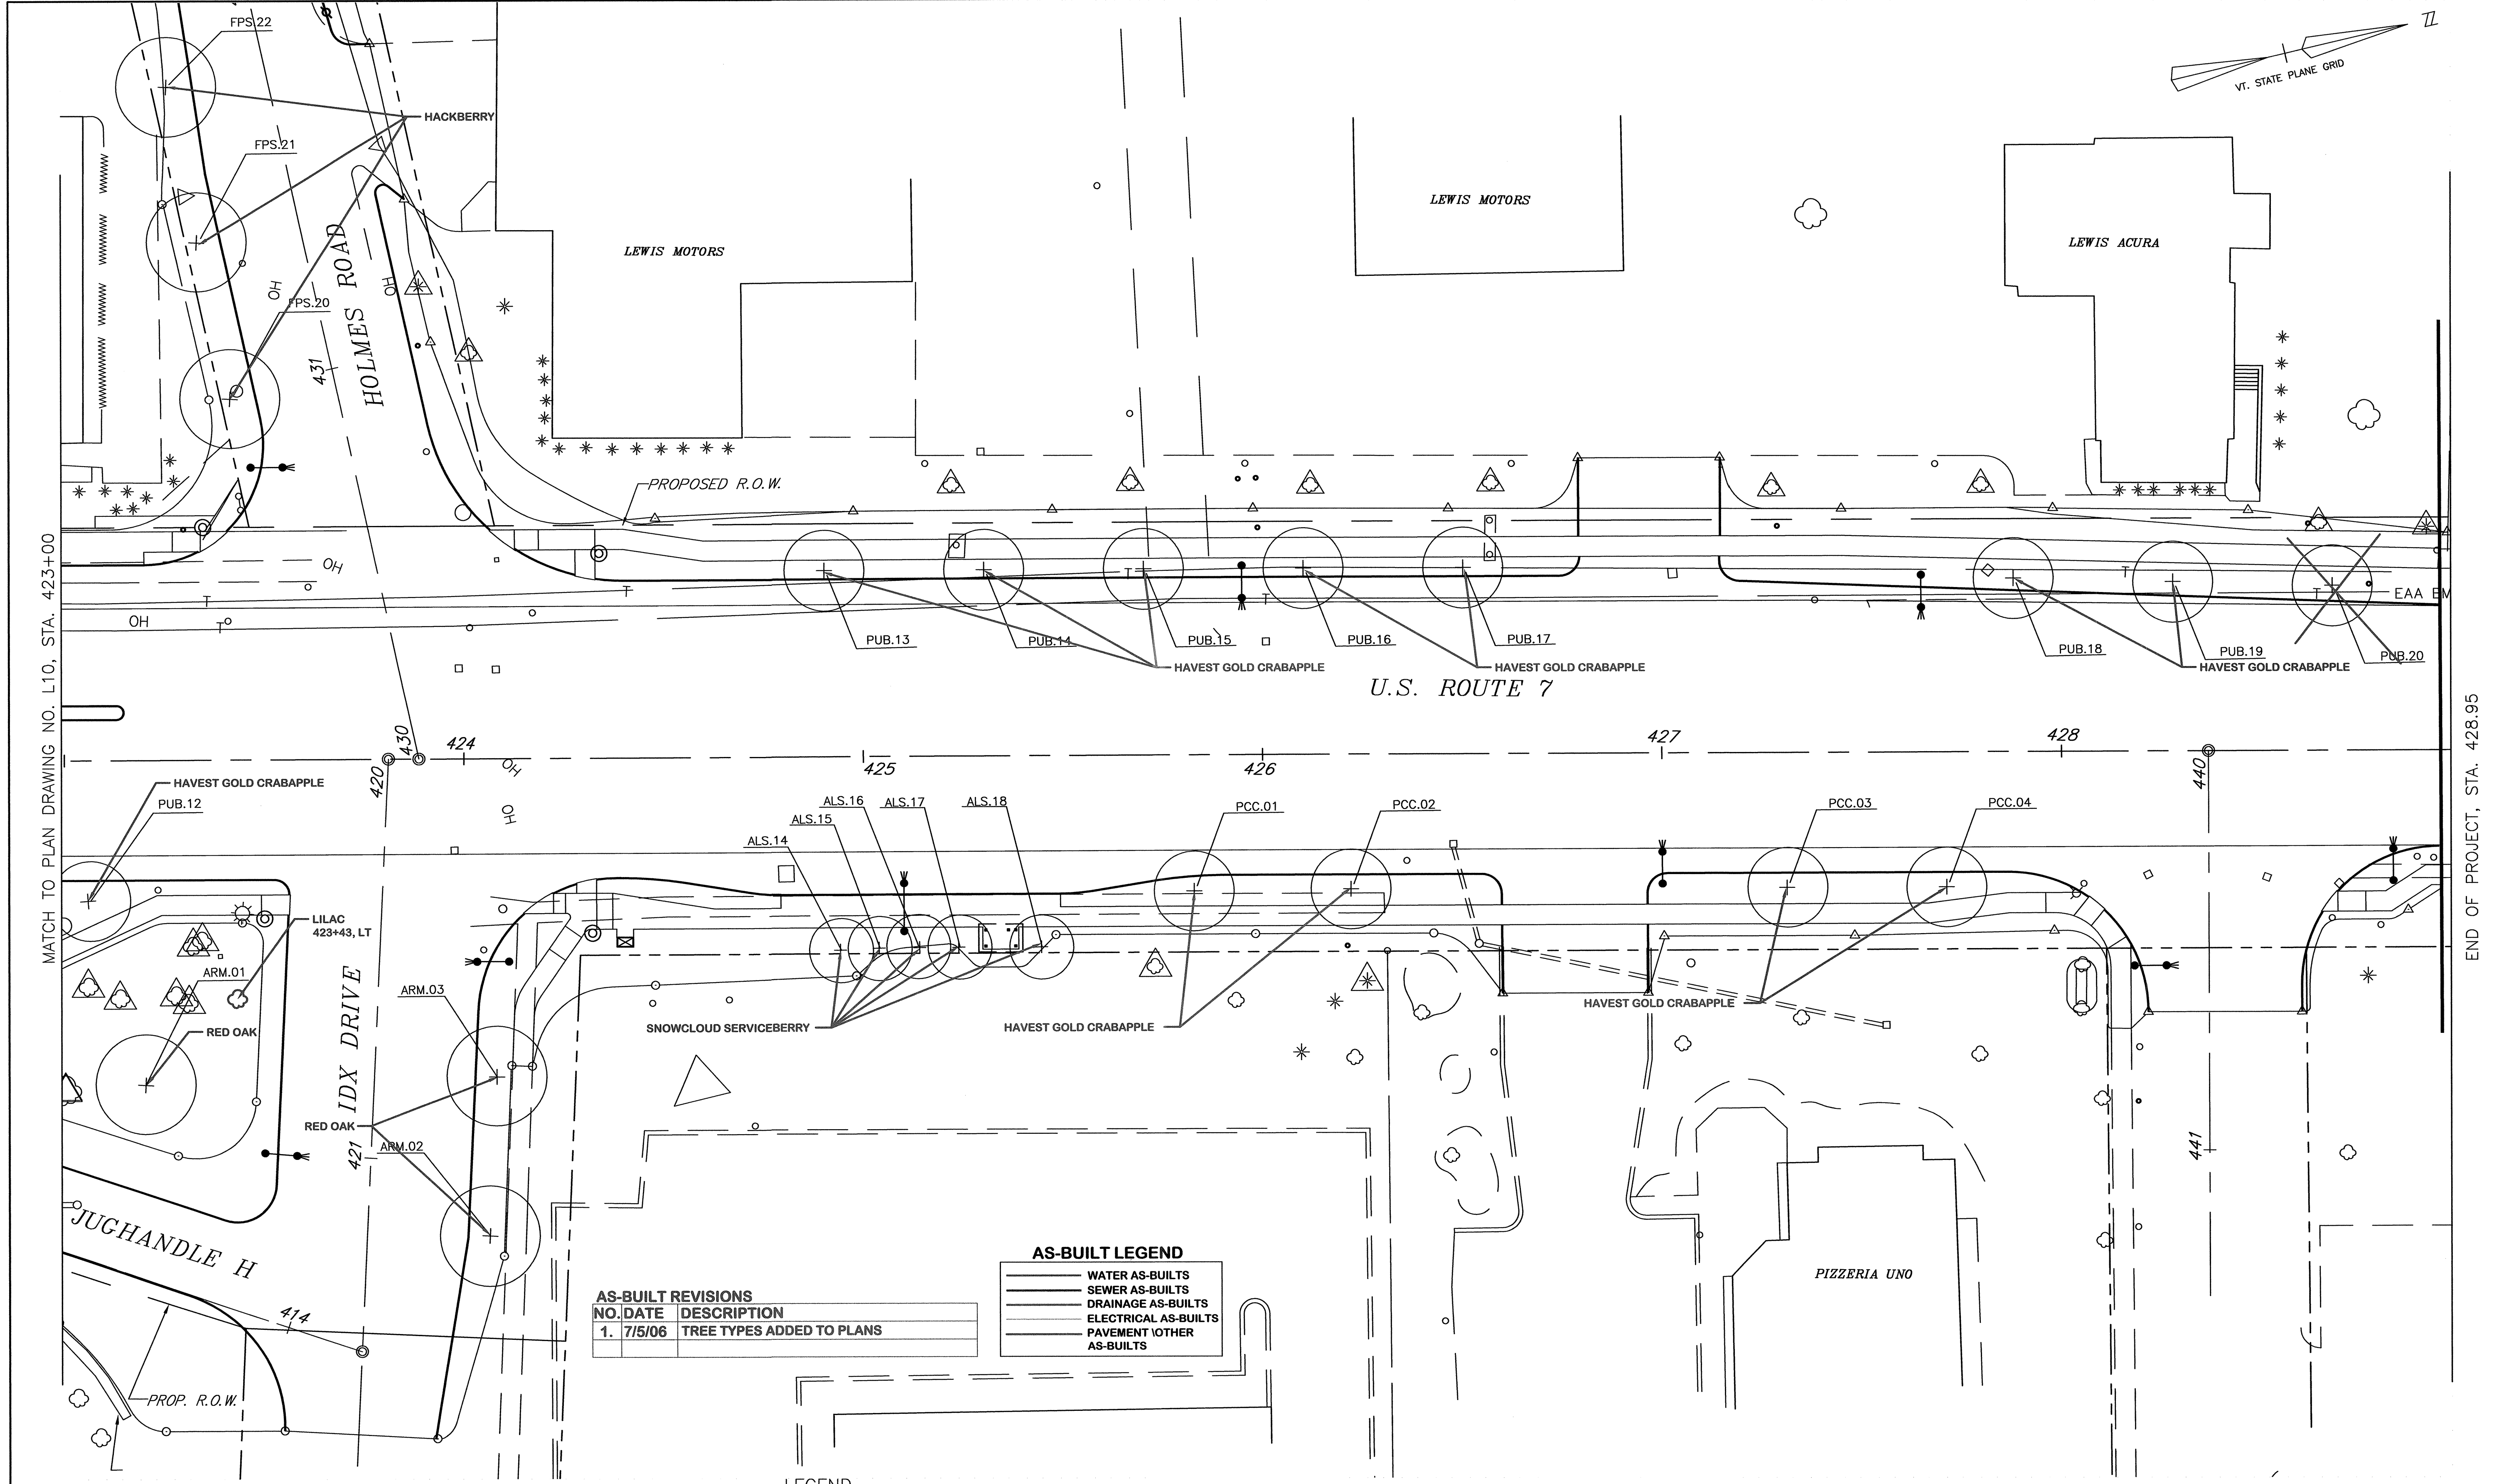 FPS.22
VT. STATE PLANE GRID
HACKBERRY
FPS.21
LEWIS MOTORS
LEWIS MOTORS
LEWIS ACURA
HOLMES ROAD
OH
OH
FPS.20
431
PROPOSED R.O.W.
MATCH TO PLAN DRAWING NO. L10, STA. 423+00
OH
OH
T
T
T
T
T
T
T
EAA
PUB.13
PUB.14
PUB.15
PUB.16
PUB.17
PUB.18
PUB.19
PUB.20
HAVEST GOLD CRABAPPLE
HAVEST GOLD CRABAPPLE
HAVEST GOLD CRABAPPLE
U.S. ROUTE 7
END OF PROJECT, STA. 428.95
420
430
424
425
426
427
428
440
OH
OH
HAVEST GOLD CRABAPPLE
PUB.12
ALS.14
ALS.15
ALS.16
ALS.17
ALS.18
PCC.01
PCC.02
PCC.03
PCC.04
LILAC
423+43, LT
ARM.01
RED OAK
ARM.03
IDX DRIVE
SNOWCLOUD SERVICEBERRY
HAVEST GOLD CRABAPPLE
HAVEST GOLD CRABAPPLE
RED OAK
ARM.02
421
441
JUGHANDLE H
414
PROP. R.O.W.
PIZZERIA UNO
AS-BUILT REVISIONS
NO. DATE DESCRIPTION
1. 7/5/06 TREE TYPES ADDED TO PLANS
AS-BUILT LEGEND
WATER AS-BUILTS
SEWER AS-BUILTS
DRAINAGE AS-BUILTS
ELECTRICAL AS-BUILTS
PAVEMENT \OTHER
AS-BUILTS
LEGEND